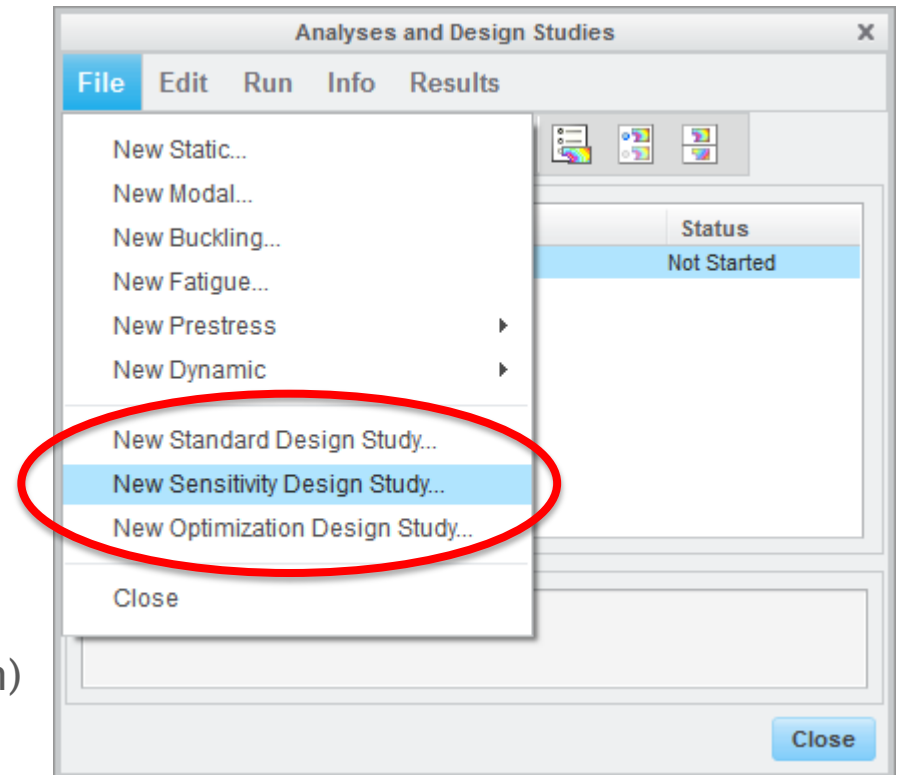 Analyses and Design Studies X
File Edit Run Info Results
New Static...
New Modal...
New Buckling...
New Fatigue...
New Prestress
New Dynamic
New Standard Design Study...
New Sensitivity Design Study...
New Optimization Design Study...
Close
Status
Not Started
)
Close